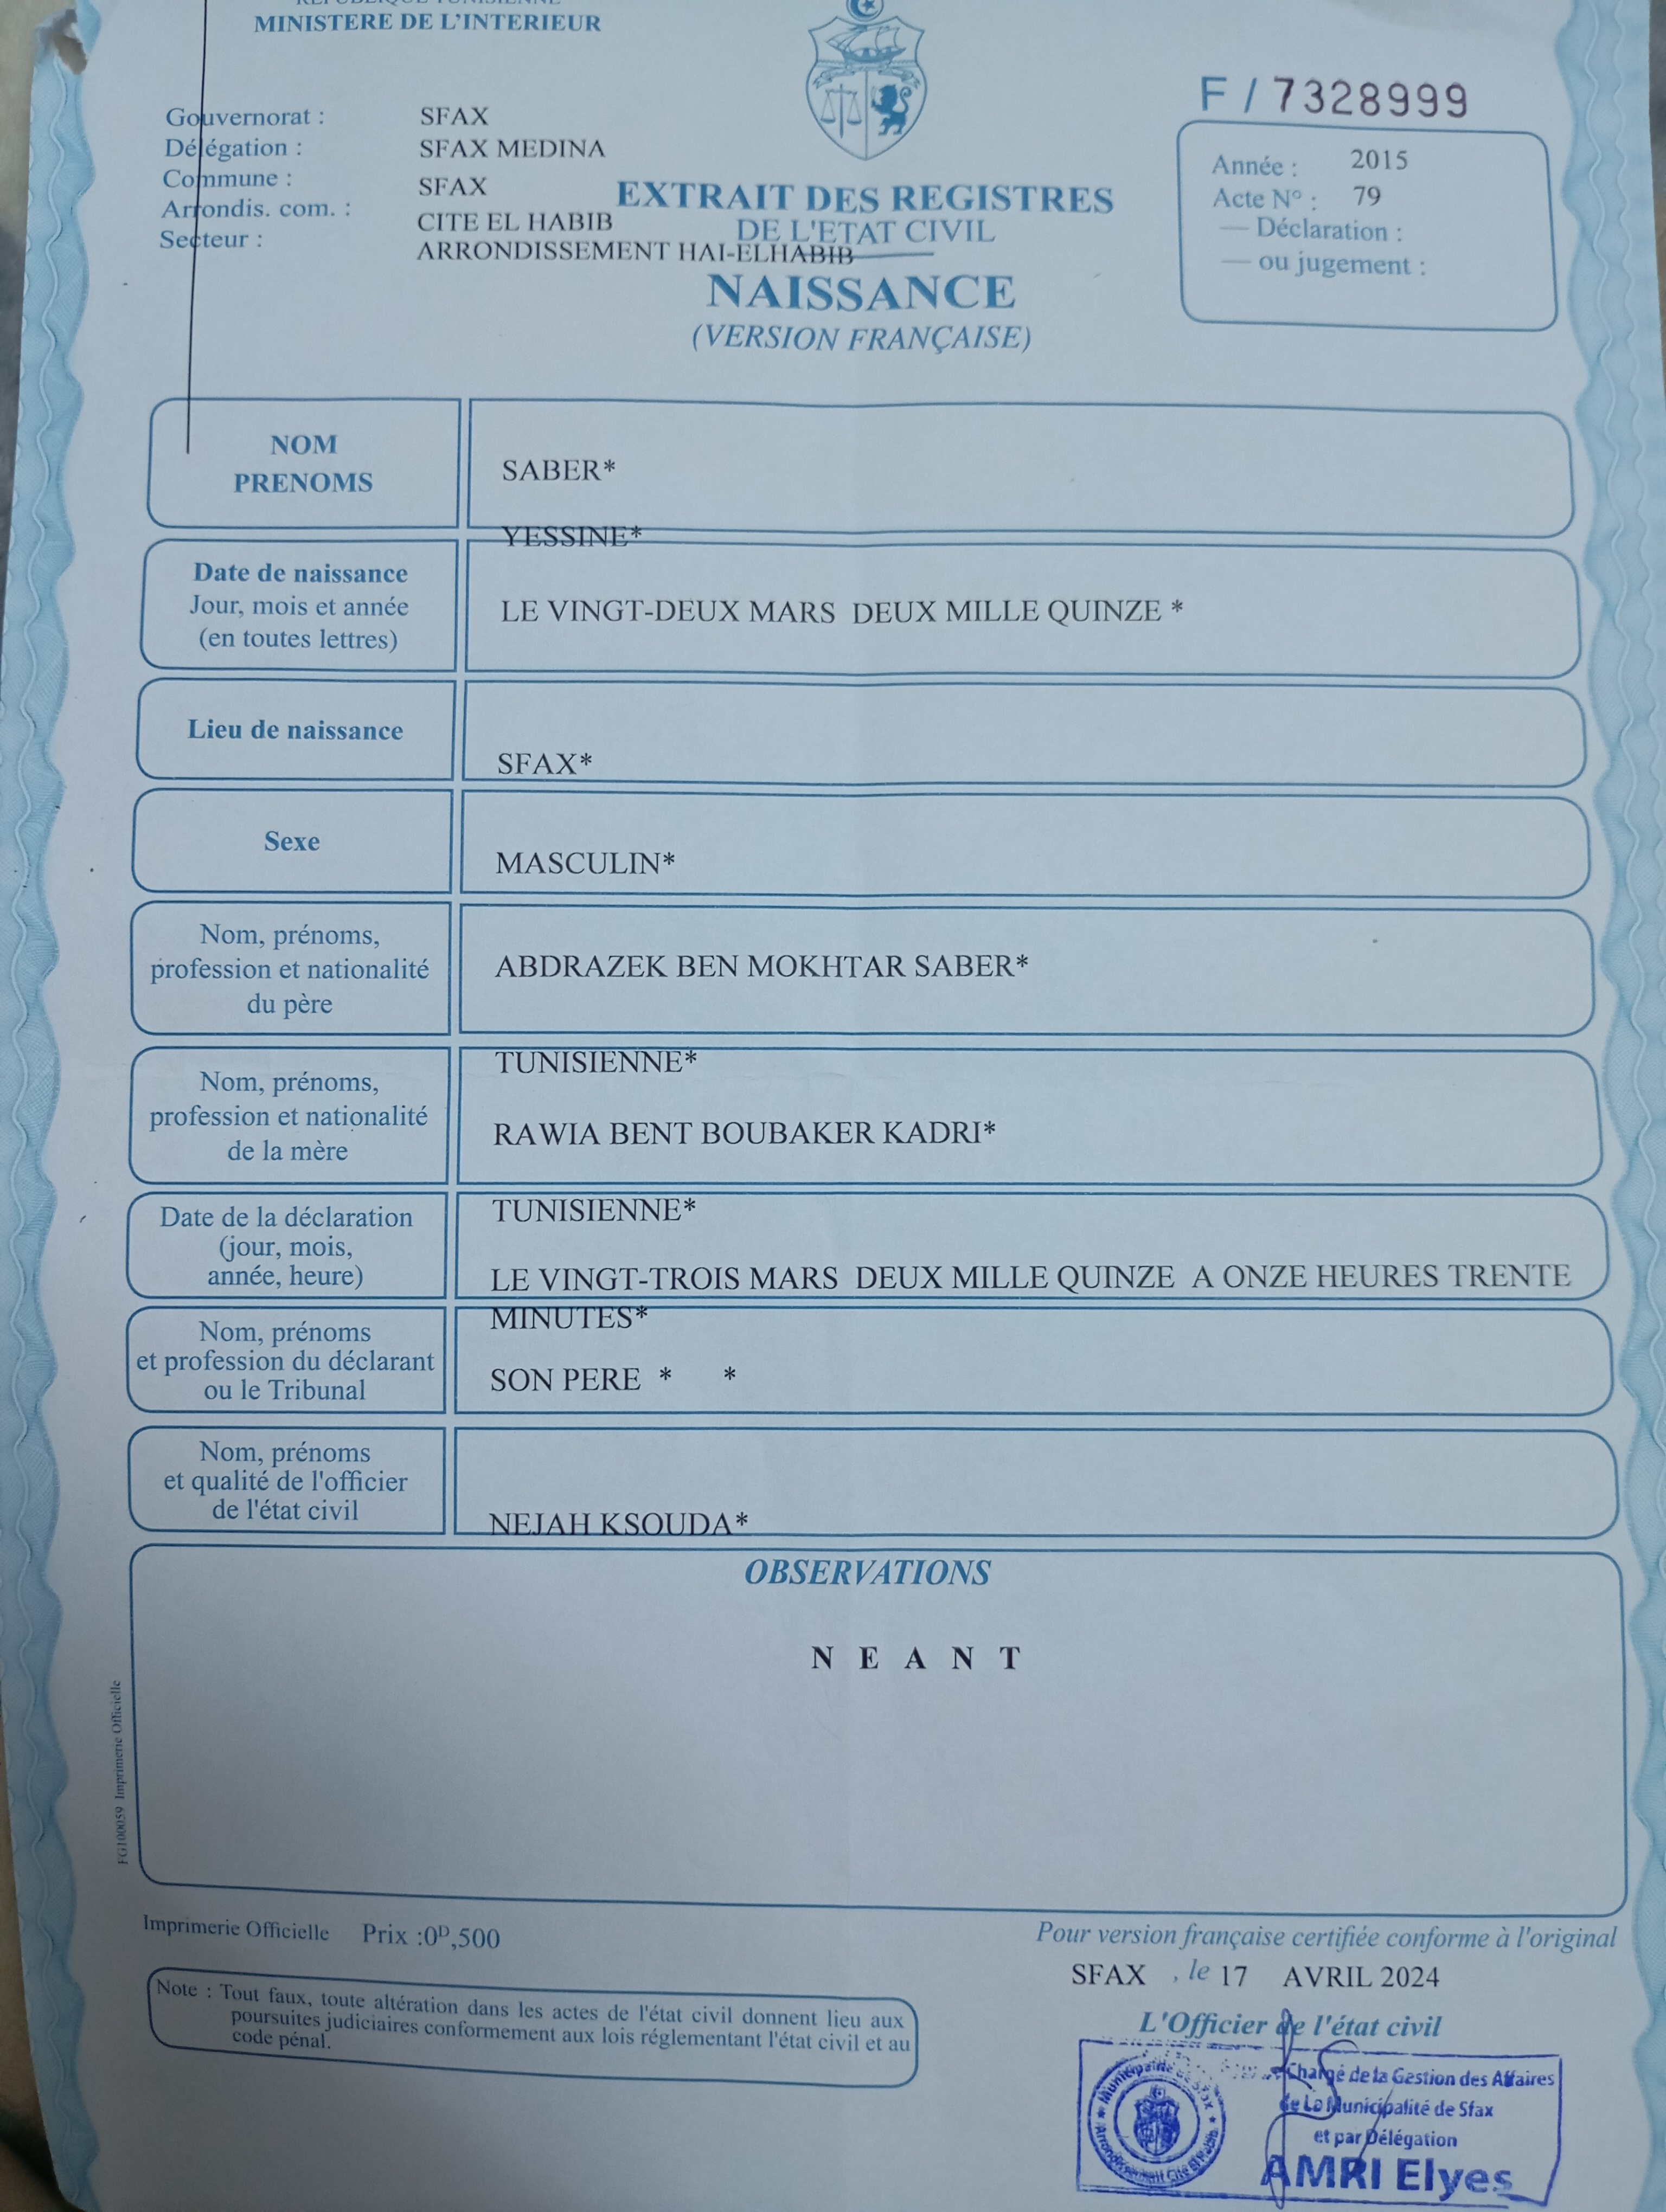 MINISTERE DE L'INTERIEUR
F / 7328999
Gouvernorat : SFAX
Délégation : SFAX MEDINA
Commune : SFAX
Arrondis. com. : CITE EL HABIB
Secteur : ARRONDISSEMENT HAI-ELHABIB
EXTRAIT DES REGISTRES
DE L'ETAT CIVIL
NAISSANCE
(VERSION FRANÇAISE)
Année : 2015
Acte N° : 79
— Déclaration :
— ou jugement :
NOM
PRENOMS
SABER*
YESSINE*
Date de naissance
Jour, mois et année
(en toutes lettres)
LE VINGT-DEUX MARS DEUX MILLE QUINZE *
Lieu de naissance
SFAX*
Sexe
MASCULIN*
Nom, prénoms,
profession et nationalité
du père
ABDRAZEK BEN MOKHTAR SABER*
TUNISIENNE*
Nom, prénoms,
profession et nationalité
de la mère
RAWIA BENT BOUBAKER KADRI*
TUNISIENNE*
Date de la déclaration
(jour, mois,
année, heure)
LE VINGT-TROIS MARS DEUX MILLE QUINZE A ONZE HEURES TRENTE
MINUTES*
Nom, prénoms
et profession du déclarant
ou le Tribunal
SON PERE * *
Nom, prénoms
et qualité de l'officier
de l'état civil
NEJAH KSOUDA*
OBSERVATIONS
N E A N T
FG100059 Imprimerie Officielle
Imprimerie Officielle Prix :0ᴰ,500
Note : Tout faux, toute altération dans les actes de l'état civil donnent lieu aux
poursuites judiciaires conformement aux lois réglementant l'état civil et au
code pénal.
Pour version française certifiée conforme à l'original
SFAX , le 17 AVRIL 2024
L'Officier de l'état civil
Chargé de la Gestion des Affaires
de La Municipalité de Sfax
et par Délégation
AMRI Elyes
Municipalité de Sfax
Arrondissement Cité El Habib